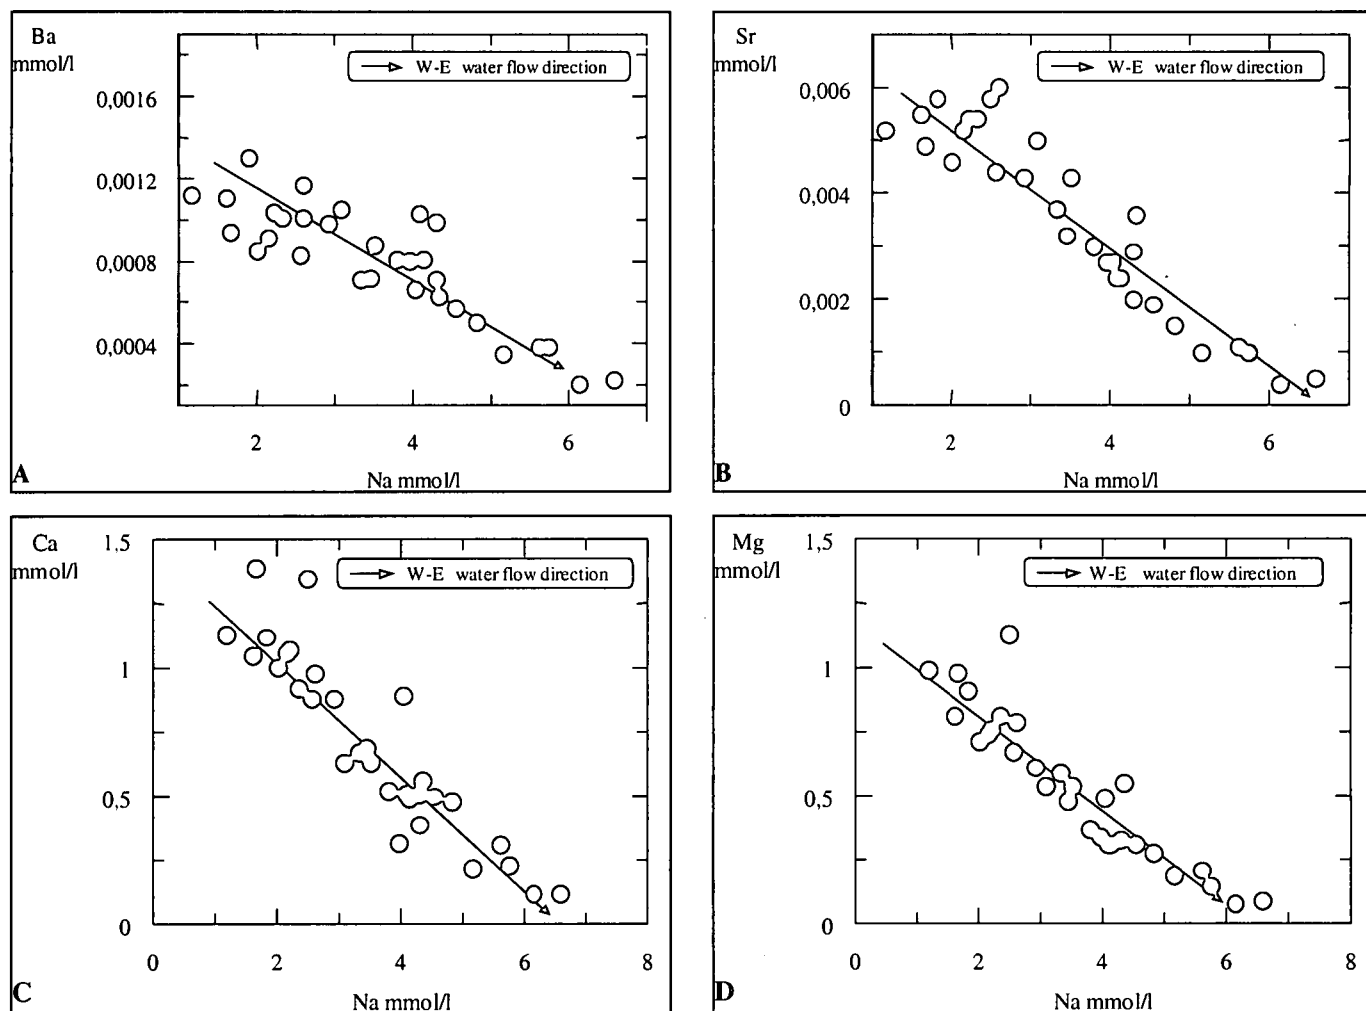 Ba
mmol/l
W-E water flow direction
0,0016
0,0012
0,0008
0,0004
2 4 6
Na mmol/l
A
Sr
mmol/l
W-E water flow direction
0,006
0,004
0,002
0
2 4 6
Na mmol/l
B
Ca
mmol/l
W-E water flow direction
1,5
1
0,5
0
0 2 4 6 8
Na mmol/l
C
Mg
mmol/l
W-E water flow direction
1,5
1
0,5
0
0 2 4 6 8
Na mmol/l
D